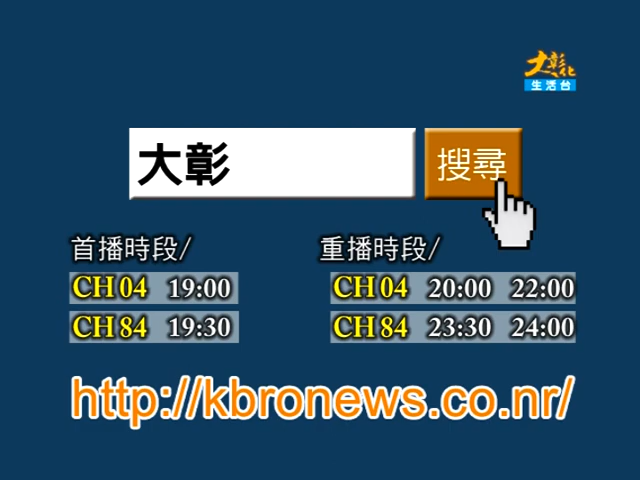 大彰化
生活台
大彰
搜尋
首播時段/
CH04 19:00
CH84 19:30
重播時段/
CH04 20:00 22:00
CH84 23:30 24:00
http://kbronews.co.nr/